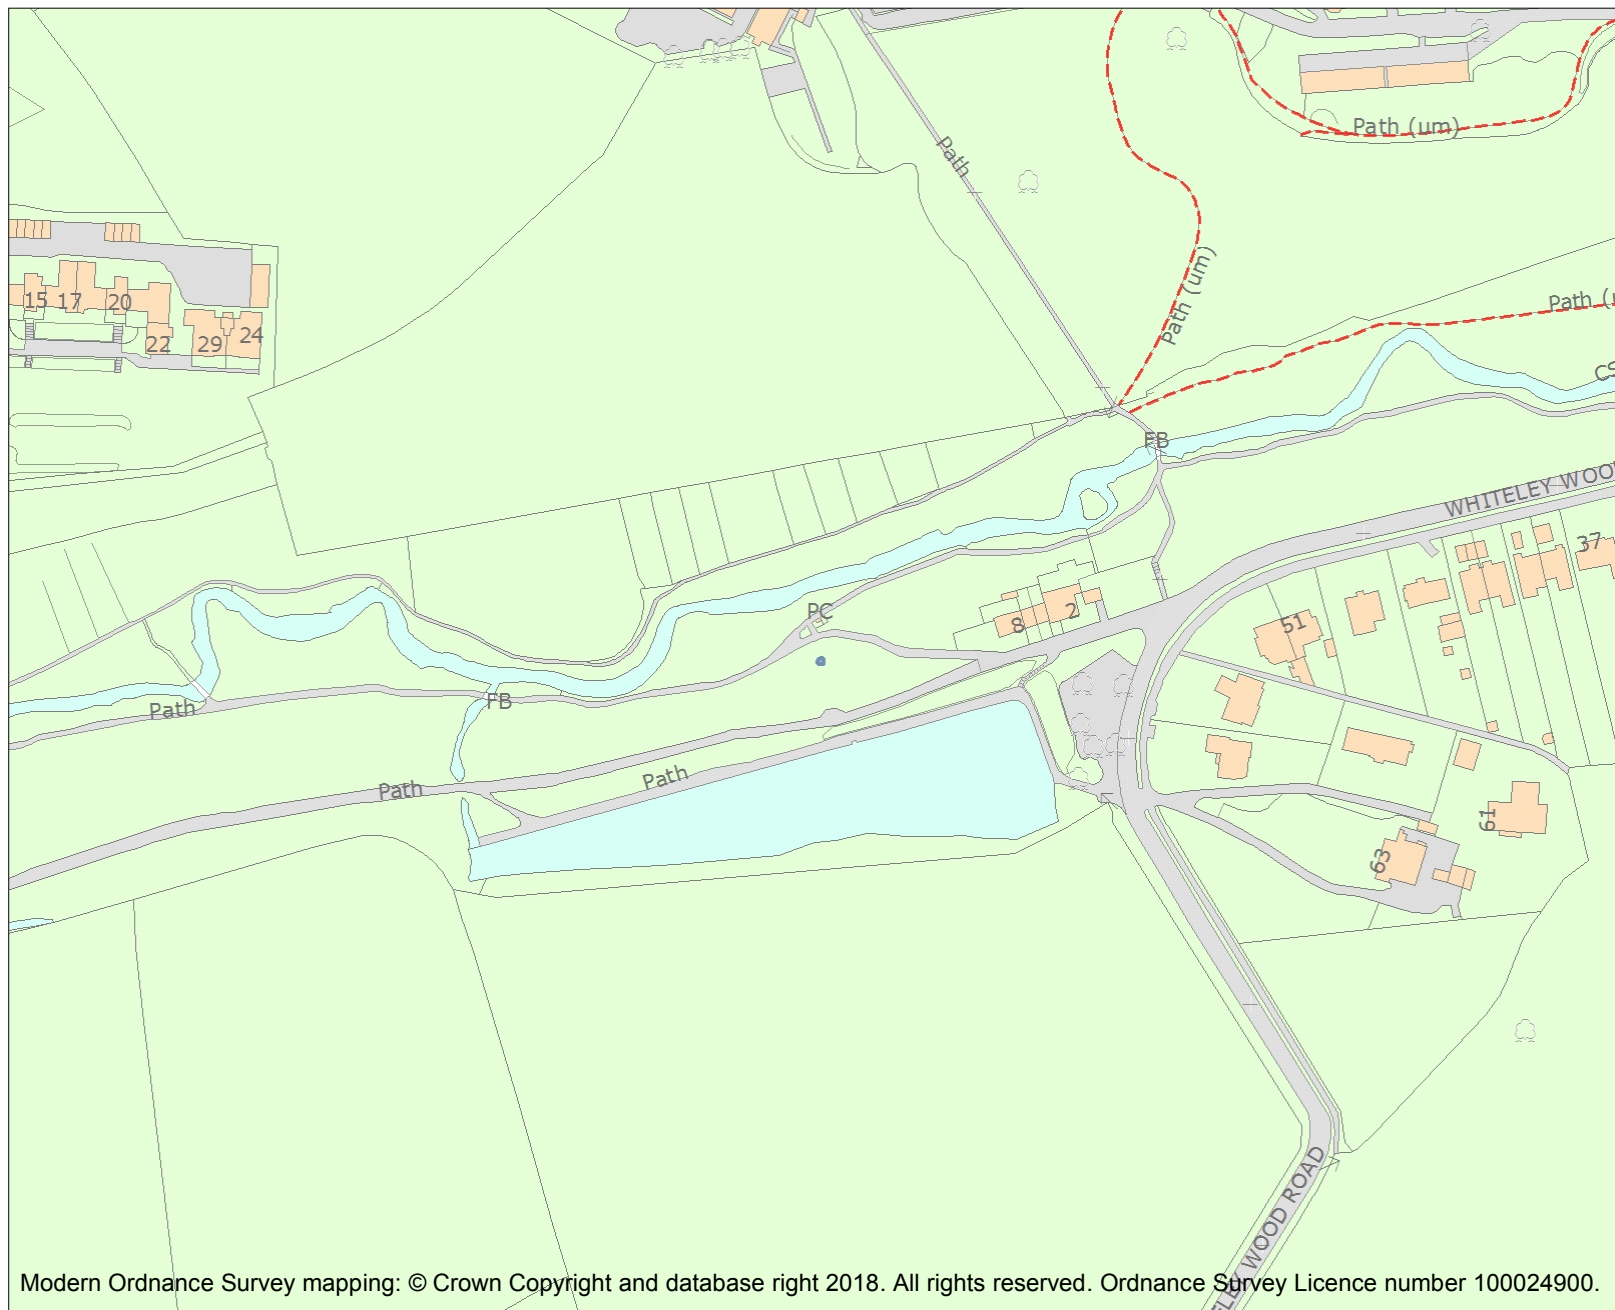 Path (um)
Path
Path (um)
15
17
20
22
29
24
FB
WHITELEY WOO
37
PC
8
2
51
Path
FB
Path
Path
61
63
WOOD ROAD
Modern Ordnance Survey mapping: © Crown Copyright and database right 2018. All rights reserved. Ordnance Survey Licence number 100024900.